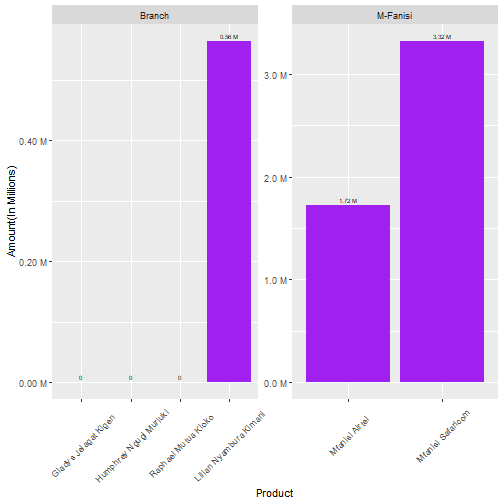 Branch
M-Fanisi
0.56 M
3.32 M
3.0 M
0.40 M
2.0 M
1.72 M
Amount(In Millions)
0.20 M
1.0 M
0 0 0
0.00 M
0.0 M
Gladys Jelagat Kigen
Humphrey Ngugi Muriuki
Raphael Mutua Kioko
Lilian Nyambura Kimani
Mfanisi Airtel
Mfanisi Safaricom
Product